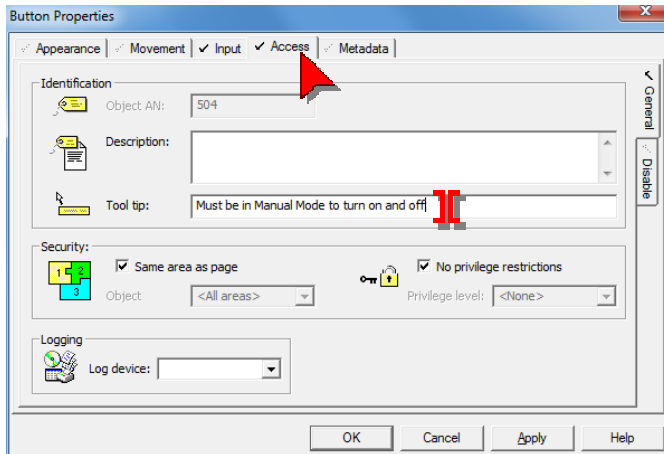 Button Properties
Appearance Movement Input Access Metadata
Identification
Object AN: 504
Description:
Tool tip: Must be in Manual Mode to turn on and off
Security:
1 2 3
Same area as page
Object <All areas>
No privilege restrictions
Privilege level: <None>
Logging
Log device:
General
Disable
OK Cancel Apply Help